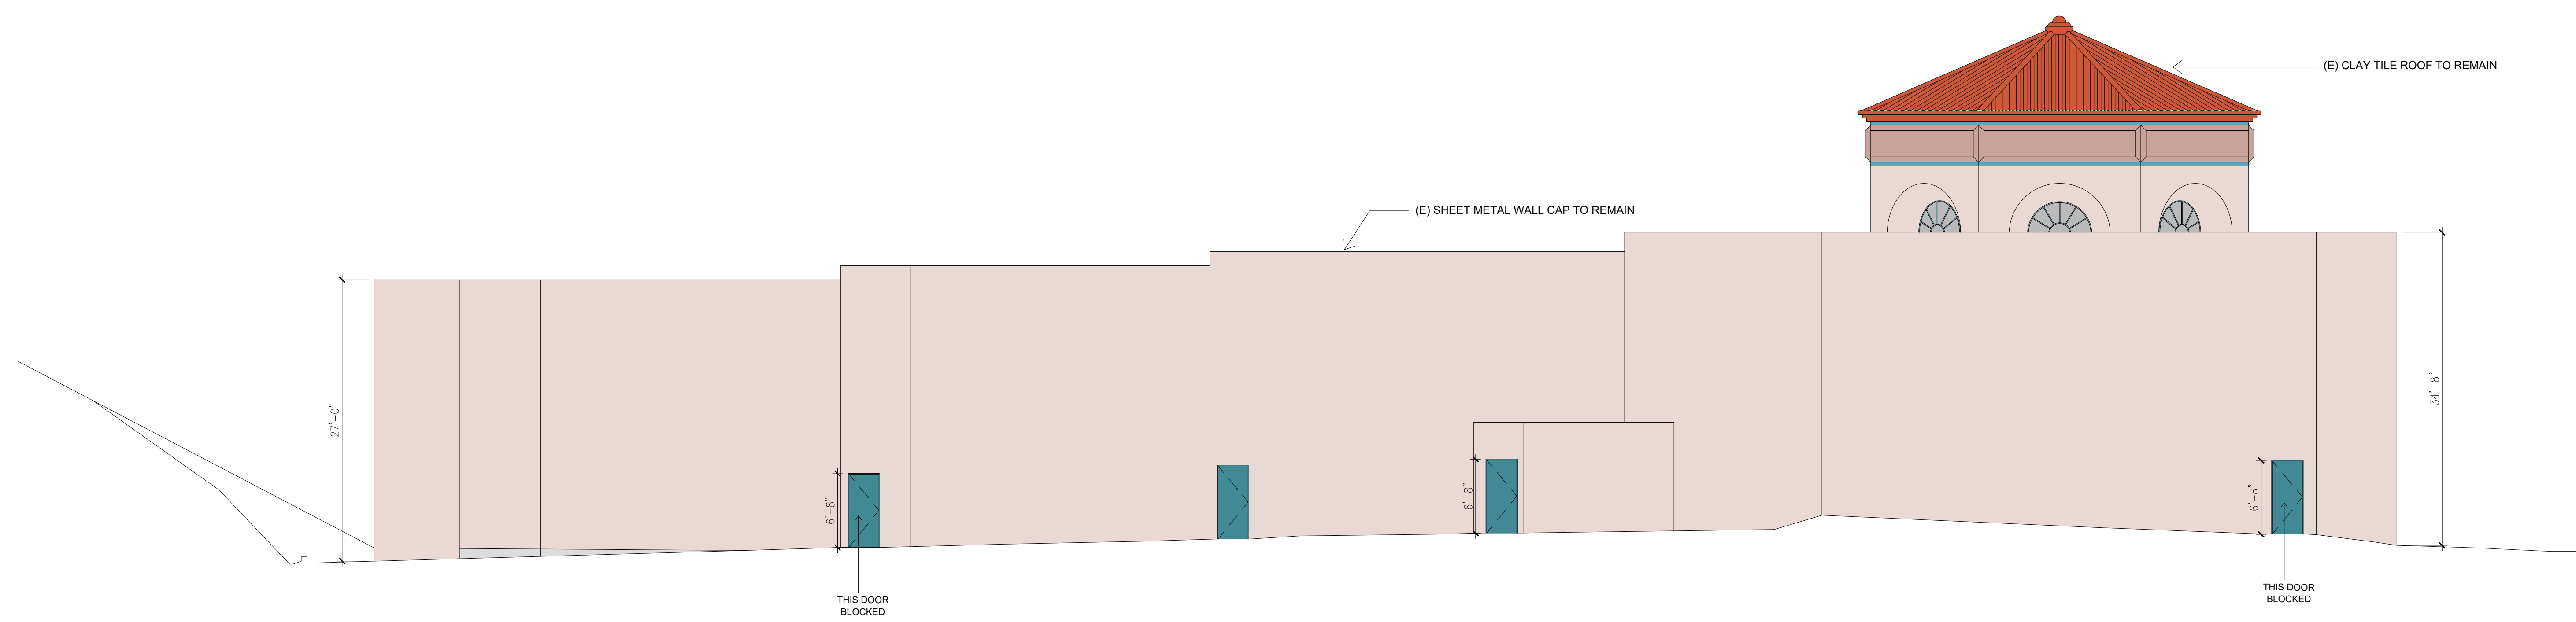 (E) CLAY TILE ROOF TO REMAIN
(E) SHEET METAL WALL CAP TO REMAIN
27'-0"
6'-8"
6'-8"
6'-8"
34'-8"
THIS DOOR
BLOCKED
THIS DOOR
BLOCKED